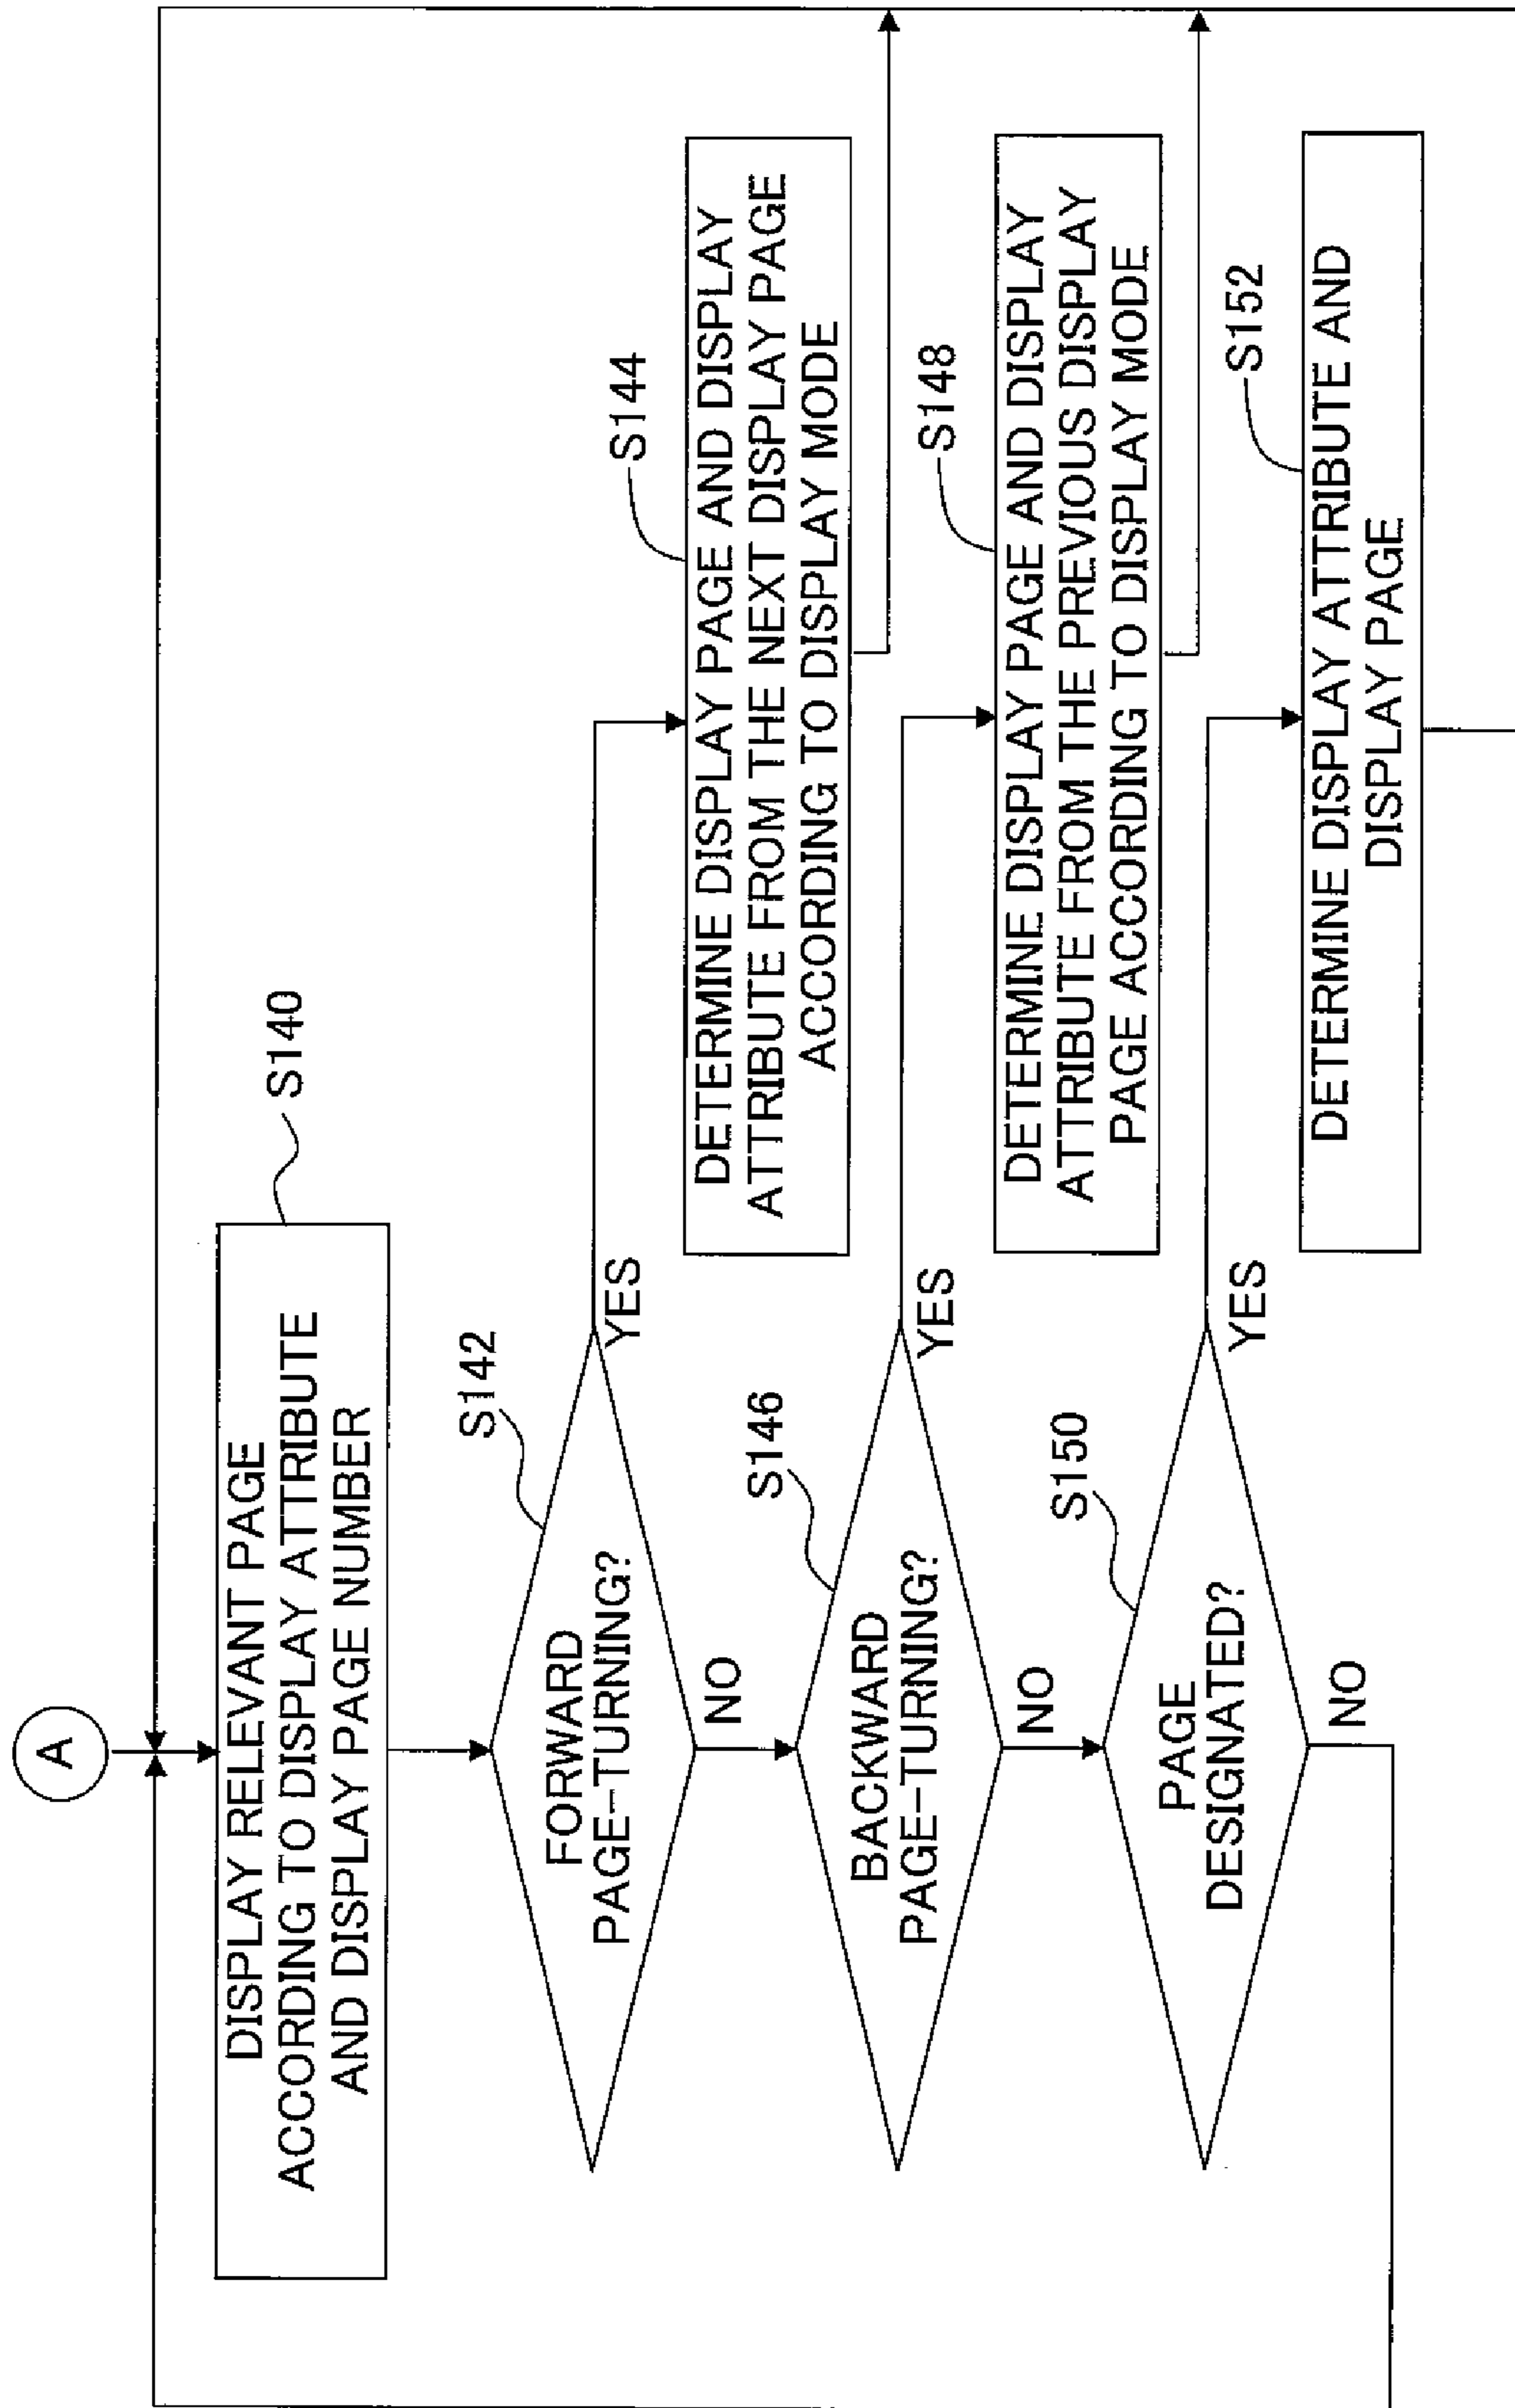 A
DISPLAY RELEVANT PAGE
ACCORDING TO DISPLAY ATTRIBUTE
AND DISPLAY PAGE NUMBER
S140
FORWARD
PAGE-TURNING?
S142
YES
NO
DETERMINE DISPLAY PAGE AND DISPLAY
ATTRIBUTE FROM THE NEXT DISPLAY PAGE
ACCORDING TO DISPLAY MODE
S144
BACKWARD
PAGE-TURNING?
S146
YES
NO
DETERMINE DISPLAY PAGE AND DISPLAY
ATTRIBUTE FROM THE PREVIOUS DISPLAY
PAGE ACCORDING TO DISPLAY MODE
S148
PAGE
DESIGNATED?
S150
YES
NO
DETERMINE DISPLAY ATTRIBUTE AND
DISPLAY PAGE
S152